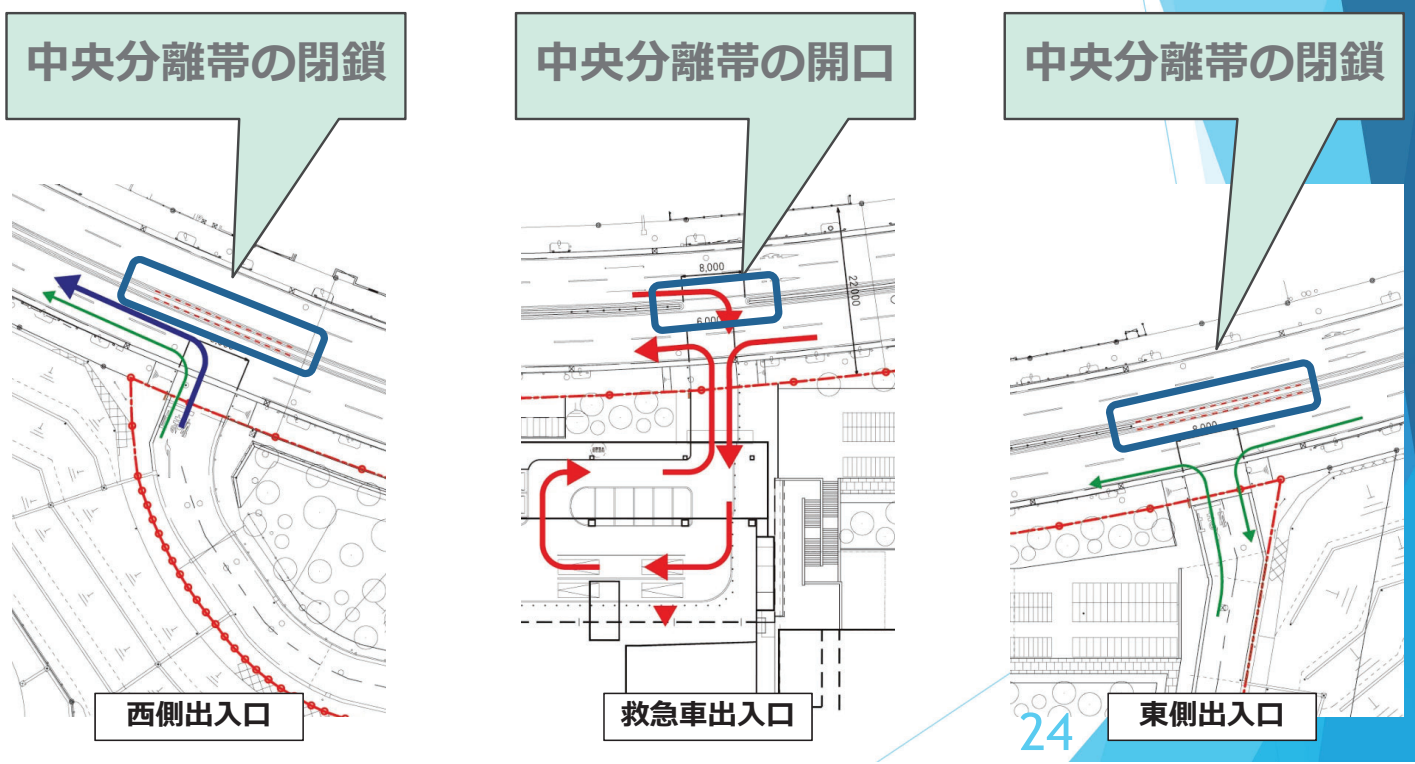 中央分離帯の閉鎖
中央分離帯の開口
中央分離帯の閉鎖
8,000
22,000
6,000
8,000
西側出入口
救急車出入口
東側出入口
24